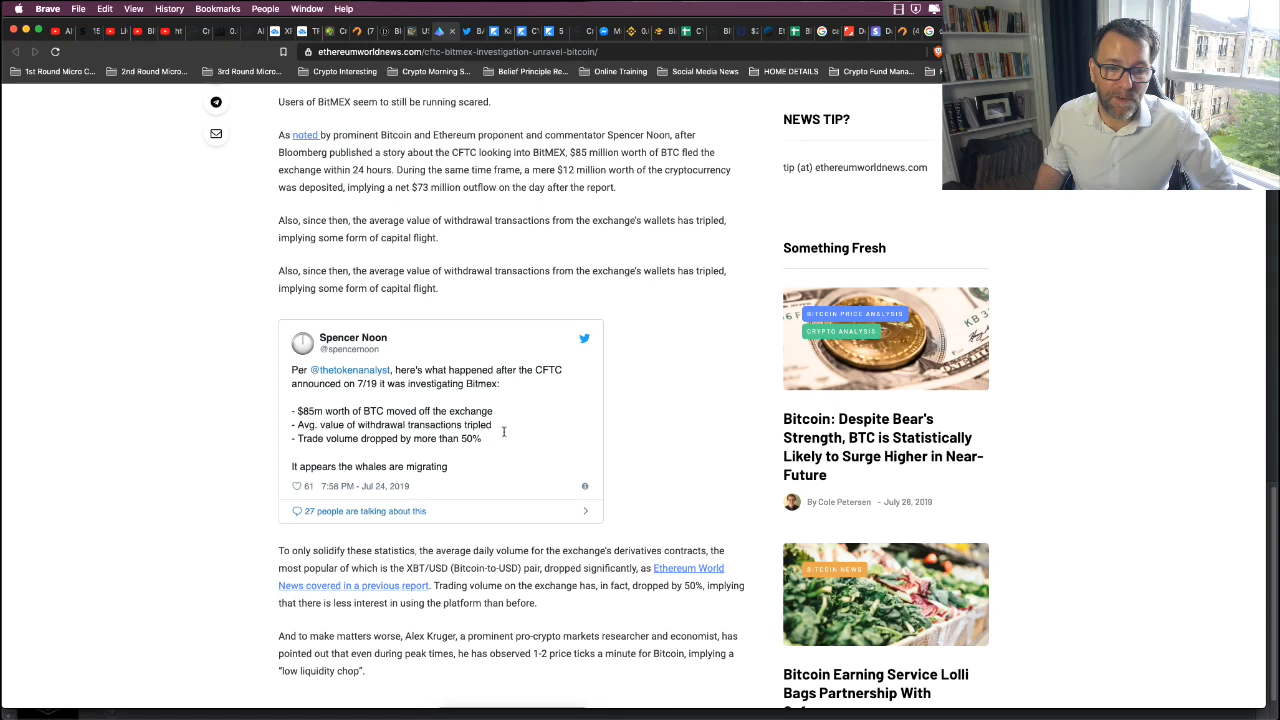 Brave File Edit View History Bookmarks People Window Help
ethereumworldnews.com/cftc-bitmex-investigation-unravel-bitcoin/
1st Round Micro C... 2nd Round Micro... 3rd Round Micro... Crypto Interesting Crypto Morning S... Belief Principle Re... Online Training Social Media News HOME DETAILS Crypto Fund Mana...
Users of BitMEX seem to still be running scared.
As noted by prominent Bitcoin and Ethereum proponent and commentator Spencer Noon, after
Bloomberg published a story about the CFTC looking into BitMEX, $85 million worth of BTC fled the
exchange within 24 hours. During the same time frame, a mere $12 million worth of the cryptocurrency
was deposited, implying a net $73 million outflow on the day after the report.
Also, since then, the average value of withdrawal transactions from the exchange's wallets has tripled,
implying some form of capital flight.
Also, since then, the average value of withdrawal transactions from the exchange's wallets has tripled,
implying some form of capital flight.
Spencer Noon
@spencernoon
Per @thetokenanalyst, here's what happened after the CFTC
announced on 7/19 it was investigating Bitmex:
- $85m worth of BTC moved off the exchange
- Avg. value of withdrawal transactions tripled
- Trade volume dropped by more than 50%
It appears the whales are migrating
61 7:58 PM - Jul 24, 2019
27 people are talking about this
To only solidify these statistics, the average daily volume for the exchange's derivatives contracts, the
most popular of which is the XBT/USD (Bitcoin-to-USD) pair, dropped significantly, as Ethereum World
News covered in a previous report. Trading volume on the exchange has, in fact, dropped by 50%, implying
that there is less interest in using the platform than before.
And to make matters worse, Alex Kruger, a prominent pro-crypto markets researcher and economist, has
pointed out that even during peak times, he has observed 1-2 price ticks a minute for Bitcoin, implying a
"low liquidity chop".
NEWS TIP?
tip (at) ethereumworldnews.com
Something Fresh
BITCOIN PRICE ANALYSIS
CRYPTO ANALYSIS
Bitcoin: Despite Bear's
Strength, BTC is Statistically
Likely to Surge Higher in Near-
Future
By Cole Petersen - July 26, 2019
BITCOIN NEWS
Bitcoin Earning Service Lolli
Bags Partnership With